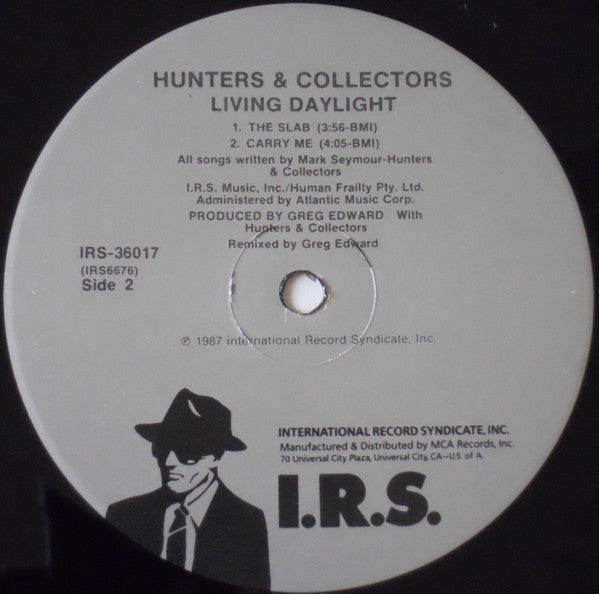 HUNTERS & COLLECTORS
LIVING DAYLIGHT
1. THE SLAB (3:56-BMI)
2. CARRY ME (4:05-BMI)
All songs written by Mark Seymour-Hunters
& Collectors
I.R.S. Music, Inc./Human Frailty Pty. Ltd.
Administered by Atlantic Music Corp.
PRODUCED BY GREG EDWARD With
Hunters & Collectors
Remixed by Greg Edward
IRS-36017
(IRS6676)
Side 2
℗ 1987 international Record Syndicate, Inc.
INTERNATIONAL RECORD SYNDICATE, INC.
Manufactured & Distributed by MCA Records, Inc.
70 Universal City Plaza, Universal City, CA—U.S. of A.
I.R.S.